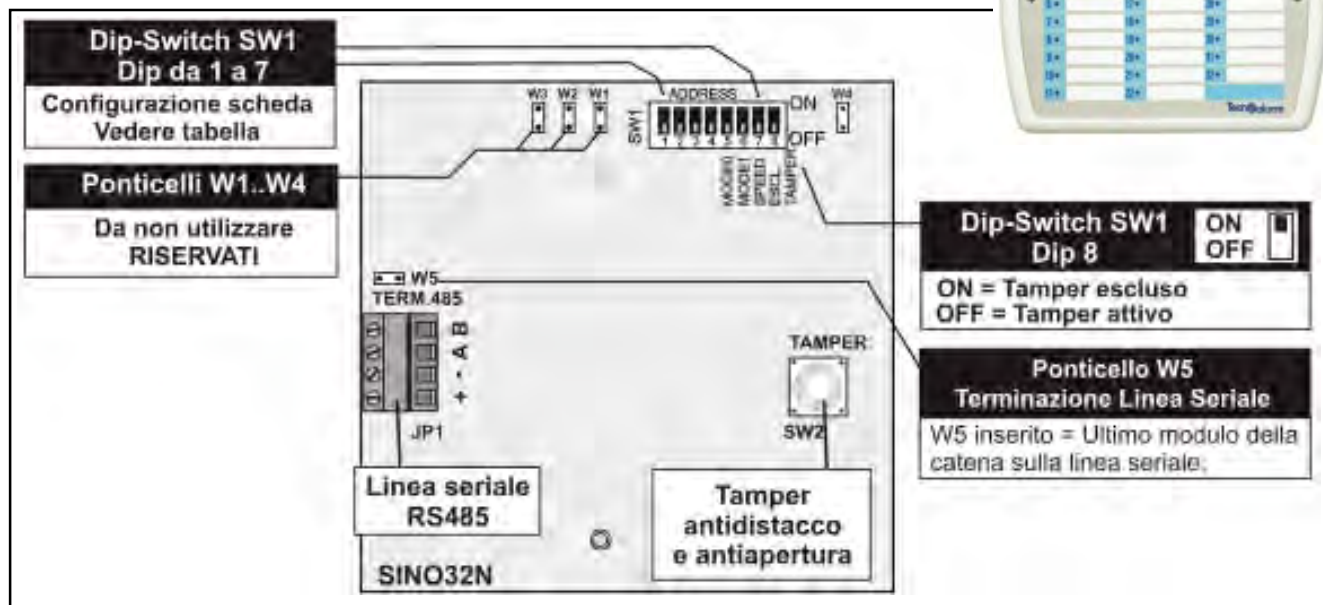 Dip-Switch SW1
Dip da 1 a 7
Configurazione scheda
Vedere tabella
Ponticelli W1..W4
Da non utilizzare
RISERVATI
W3 W2 W1
ADDRESS
ON
OFF
W4
SW1
1 2 3 4 5 6 7 8
MODE0
MODE1
SPEED
ESCL.
TAMPER
Dip-Switch SW1
Dip 8
ON
OFF
ON = Tamper escluso
OFF = Tamper attivo
W5
TERM.485
B
A
-
+
JP1
TAMPER
SW2
Ponticello W5
Terminazione Linea Seriale
W5 inserito = Ultimo modulo della
catena sulla linea seriale.
Linea seriale
RS485
Tamper
antidistacco
e antiapertura
SINO32N
Tecnoalarm